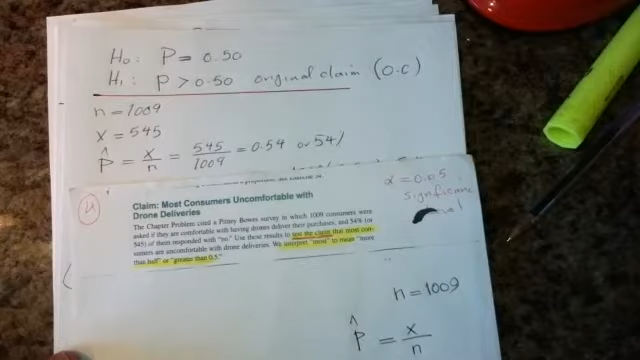 H₀: P = 0.50
H₁: P > 0.50 original claim (O.C)
n = 1009
X = 545
P̂ = x/n = 545/1009 = 0.54 or 54%
Claim: Most Consumers Uncomfortable with
Drone Deliveries
The Chapter Problem cited a Pitney Bowes survey in which 1009 consumers were
asked if they are comfortable with having drones deliver their purchases, and 54% (or
545) of them responded with "no." Use these results to test the claim that most con-
sumers are uncomfortable with drone deliveries. We interpret "most" to mean "more
than half" or "greater than 0.5."
α = 0.05
significance
n = 1009
P̂ = x/n